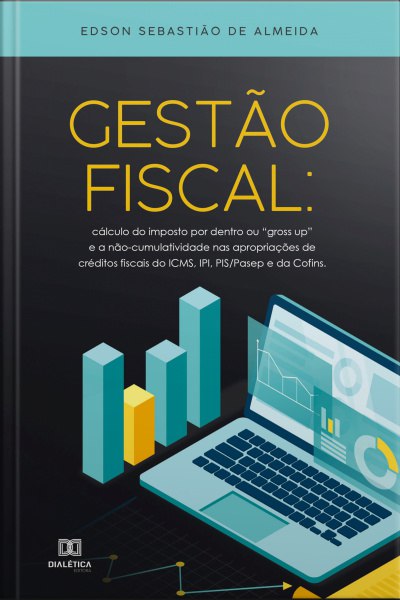 EDSON SEBASTIÃO DE ALMEIDA
GESTÃO
FISCAL:
cálculo do imposto por dentro ou “gross up”
e a não-cumulatividade nas apropriações de
créditos fiscais do ICMS, IPI, PIS/Pasep e da Cofins.
DIALÉTICA
EDITORA